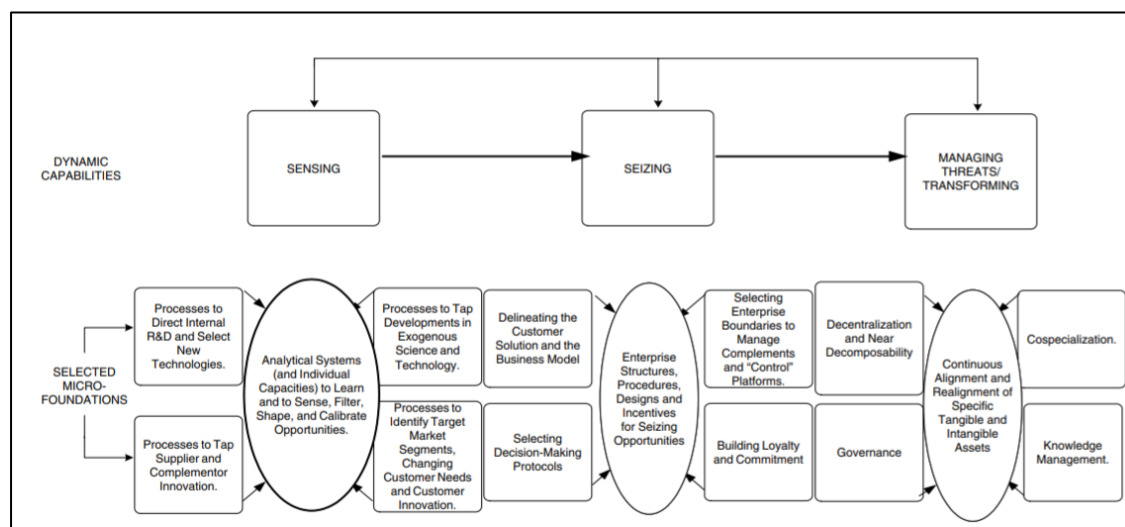 DYNAMIC
CAPABILITIES
SENSING
SEIZING
MANAGING
THREATS/
TRANSFORMING
SELECTED
MICRO-
FOUNDATIONS
Processes to
Direct Internal
R&D and Select
New
Technologies.
Processes to Tap
Supplier and
Complementor
Innovation.
Analytical Systems
(and Individual
Capacities) to Learn
and to Sense, Filter,
Shape, and Calibrate
Opportunities.
Processes to Tap
Developments in
Exogenous
Science and
Technology.
Processes to
Identify Target
Market
Segments,
Changing
Customer Needs
and Customer
Innovation.
Delineating the
Customer
Solution and the
Business Model
Selecting
Decision-Making
Protocols
Enterprise
Structures,
Procedures,
Designs and
Incentives
for Seizing
Opportunities
Selecting
Enterprise
Boundaries to
Manage
Complements
and “Control”
Platforms.
Building Loyalty
and Commitment
Decentralization
and Near
Decomposability
Governance
Continuous
Alignment and
Realignment of
Specific
Tangible and
Intangible
Assets
Cospecialization.
Knowledge
Management.